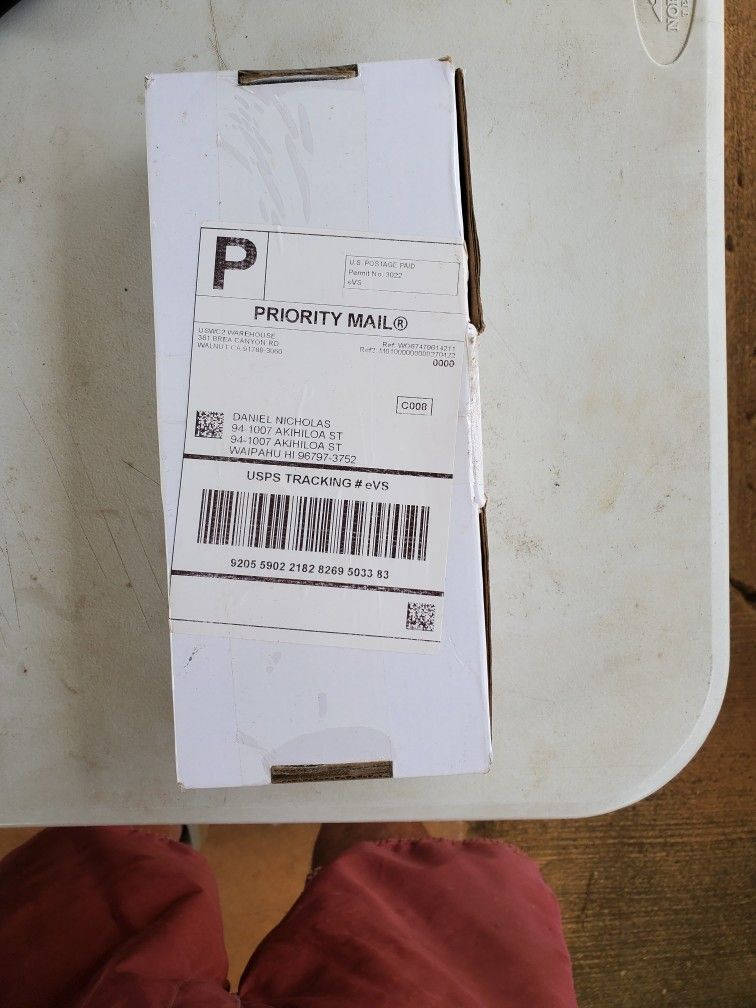 P
U.S. POSTAGE PAID
Permit No. 3022
eVS
PRIORITY MAIL®
USWC2 WAREHOUSE
381 BREA CANYON RD
WALNUT CA 91789-3060
0000
C008
DANIEL NICHOLAS
94-1007 AKIHILOA ST
94-1007 AKIHILOA ST
WAIPAHU HI 96797-3752
USPS TRACKING # eVS
9205 5902 2182 8269 5033 83